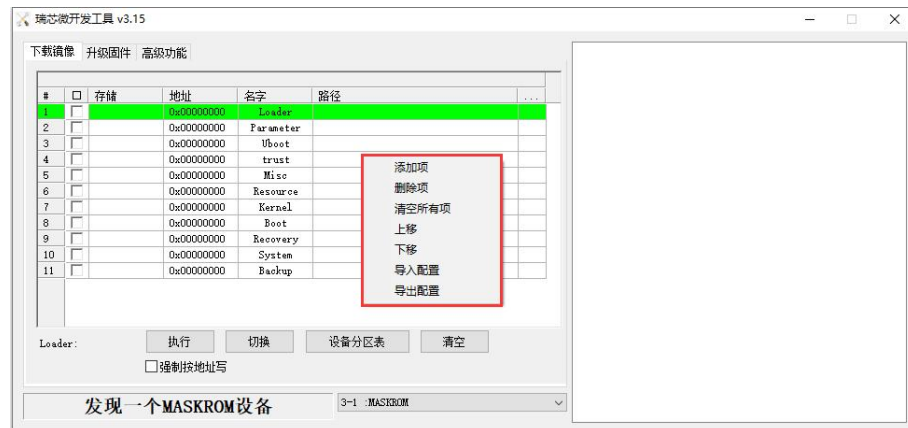 瑞芯微开发工具 v3.15
下载镜像 升级固件 高级功能
# 存储 地址 名字 路径 ...
1 0x00000000 Loader
2 0x00000000 Parameter
3 0x00000000 Uboot
4 0x00000000 trust
5 0x00000000 Misc
6 0x00000000 Resource
7 0x00000000 Kernel
8 0x00000000 Boot
9 0x00000000 Recovery
10 0x00000000 System
11 0x00000000 Backup
添加项
删除项
清空所有项
上移
下移
导入配置
导出配置
Loader: 执行 切换 设备分区表 清空
强制按地址写
发现一个MASKROM设备 3-1 :MASKROM